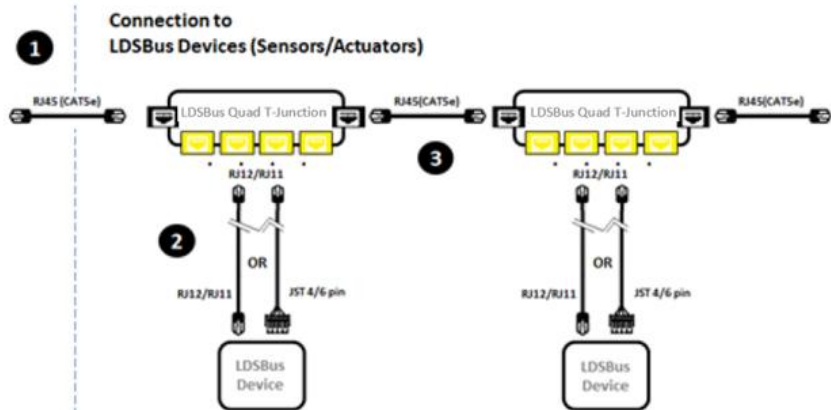 Connection to
LDSBus Devices (Sensors/Actuators)
1
RJ45 (CAT5e)
LDSBus Quad T-Junction
RJ45(CAT5e)
LDSBus Quad T-Junction
RJ45(CAT5e)
3
RJ12/RJ11
RJ12/RJ11
2
OR
OR
RJ12/RJ11
JST 4/6 pin
RJ12/RJ11
JST 4/6 pin
LDSBus
Device
LDSBus
Device